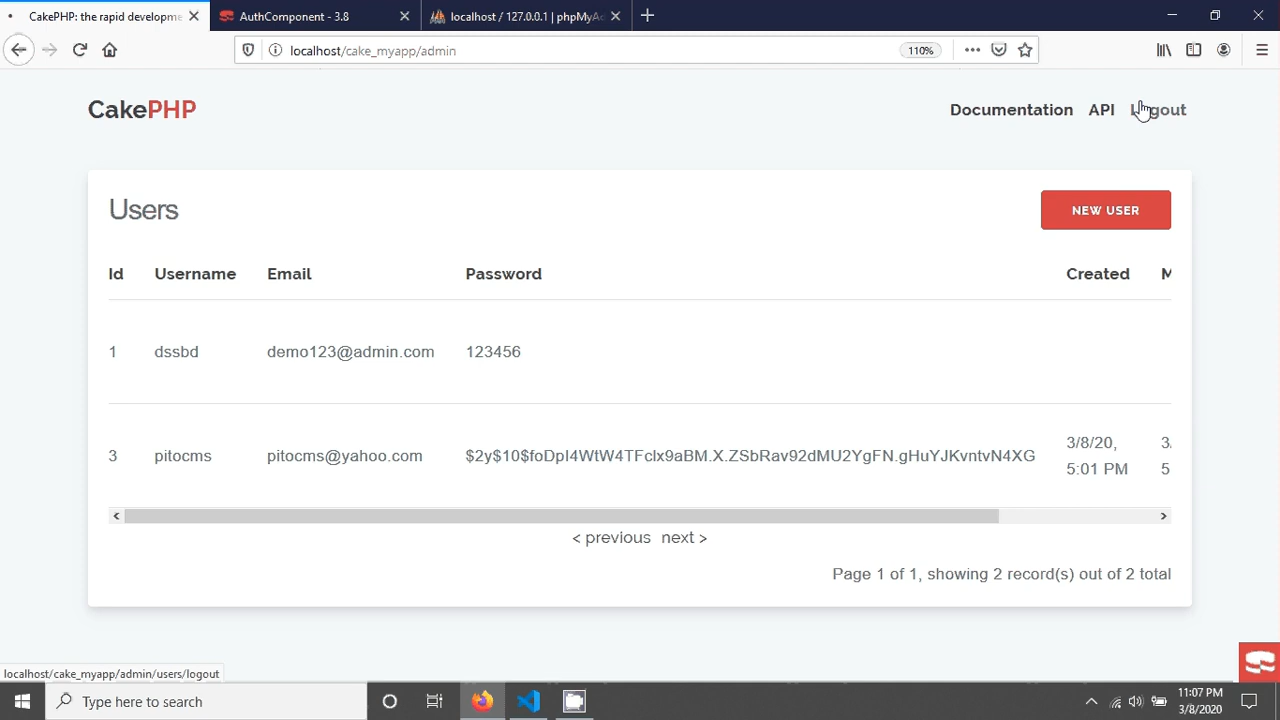 CakePHP: the rapid developme
AuthComponent - 3.8
localhost / 127.0.0.1 | phpMyAd
localhost/cake_myapp/admin
110%
CakePHP
Documentation API Logout
Users
NEW USER
Id Username Email Password Created M
1 dssbd demo123@admin.com 123456
3 pitocms pitocms@yahoo.com $2y$10$foDpI4WtW4TFclx9aBM.X.ZSbRav92dMU2YgFN.gHuYJKvntvN4XG 3/8/20, 3/
5:01 PM 5
< previous next >
Page 1 of 1, showing 2 record(s) out of 2 total
localhost/cake_myapp/admin/users/logout
Type here to search
11:07 PM
3/8/2020